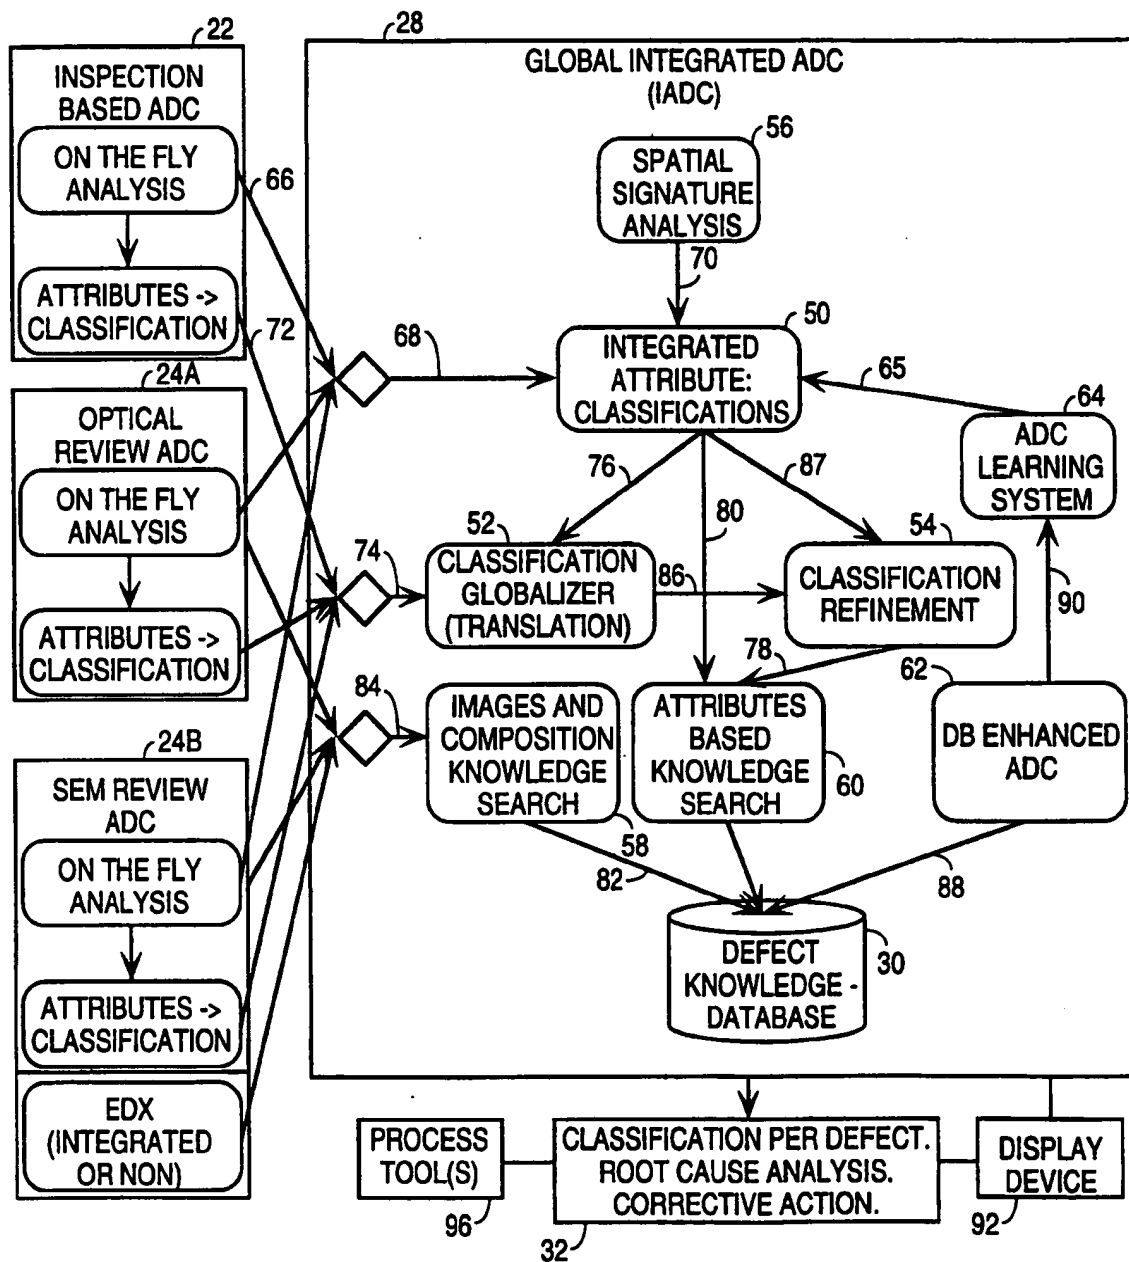 22
INSPECTION
BASED ADC
ON THE FLY
ANALYSIS
66
ATTRIBUTES ->
CLASSIFICATION
72
24A
OPTICAL
REVIEW ADC
ON THE FLY
ANALYSIS
ATTRIBUTES ->
CLASSIFICATION
24B
SEM REVIEW
ADC
ON THE FLY
ANALYSIS
ATTRIBUTES ->
CLASSIFICATION
EDX
(INTEGRATED
OR NON)
28
GLOBAL INTEGRATED ADC
(IADC)
56
SPATIAL
SIGNATURE
ANALYSIS
70
50
68
INTEGRATED
ATTRIBUTE:
CLASSIFICATIONS
65
64
ADC
LEARNING
SYSTEM
76
87
80
52
54
74
CLASSIFICATION
GLOBALIZER
(TRANSLATION)
86
CLASSIFICATION
REFINEMENT
90
78
62
84
IMAGES AND
COMPOSITION
KNOWLEDGE
SEARCH
ATTRIBUTES
BASED
KNOWLEDGE
SEARCH
60
DB ENHANCED
ADC
58
82
88
DEFECT
KNOWLEDGE -
DATABASE
30
PROCESS
TOOL(S)
96
CLASSIFICATION PER DEFECT.
ROOT CAUSE ANALYSIS.
CORRECTIVE ACTION.
32
DISPLAY
DEVICE
92